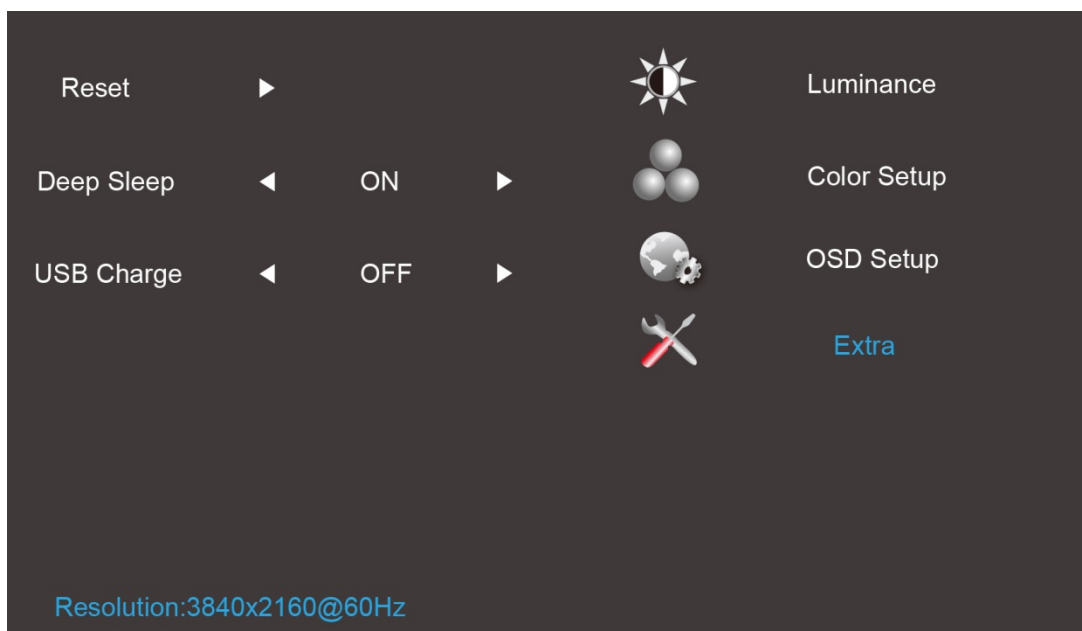 Reset
Luminance
Deep Sleep ON
Color Setup
USB Charge OFF
OSD Setup
Extra
Resolution:3840x2160@60Hz